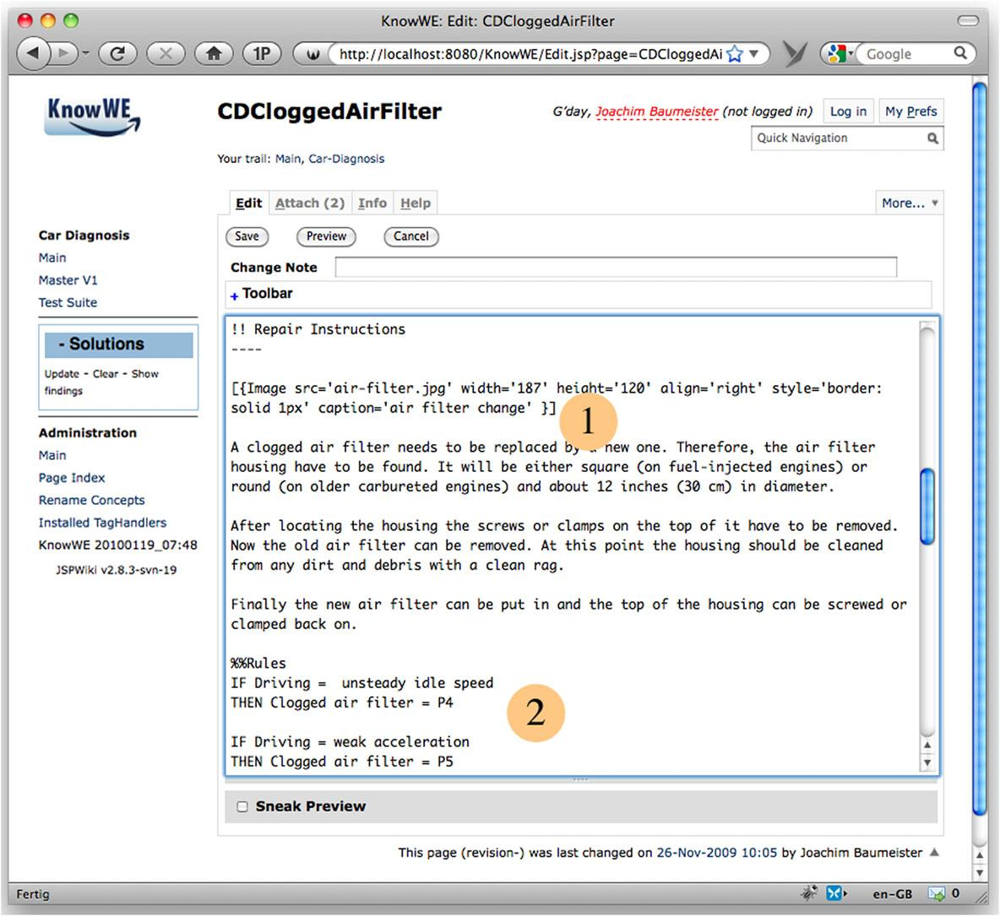 KnowWE: Edit: CDCloggedAirFilter
1P
http://localhost:8080/KnowWE/Edit.jsp?page=CDCloggedAi
Google
KnowWE
CDCloggedAirFilter
G'day, Joachim Baumeister (not logged in)
Log in
My Prefs
Quick Navigation
Your trail: Main, Car-Diagnosis
Edit
Attach (2)
Info
Help
More...
Car Diagnosis
Main
Master V1
Test Suite
- Solutions
Update - Clear - Show
findings
Administration
Main
Page Index
Rename Concepts
Installed TagHandlers
KnowWE 20100119_07:48
JSPWiki v2.8.3-svn-19
Save
Preview
Cancel
Change Note
+ Toolbar
!! Repair Instructions
----
[{Image src='air-filter.jpg' width='187' height='120' align='right' style='border:
solid 1px' caption='air filter change' }]
1
A clogged air filter needs to be replaced by a new one. Therefore, the air filter
housing have to be found. It will be either square (on fuel-injected engines) or
round (on older carbureted engines) and about 12 inches (30 cm) in diameter.
After locating the housing the screws or clamps on the top of it have to be removed.
Now the old air filter can be removed. At this point the housing should be cleaned
from any dirt and debris with a clean rag.
Finally the new air filter can be put in and the top of the housing can be screwed or
clamped back on.
%%Rules
IF Driving =  unsteady idle speed
THEN Clogged air filter = P4
2
IF Driving = weak acceleration
THEN Clogged air filter = P5
Sneak Preview
This page (revision-) was last changed on 26-Nov-2009 10:05 by Joachim Baumeister
Fertig
en-GB
0